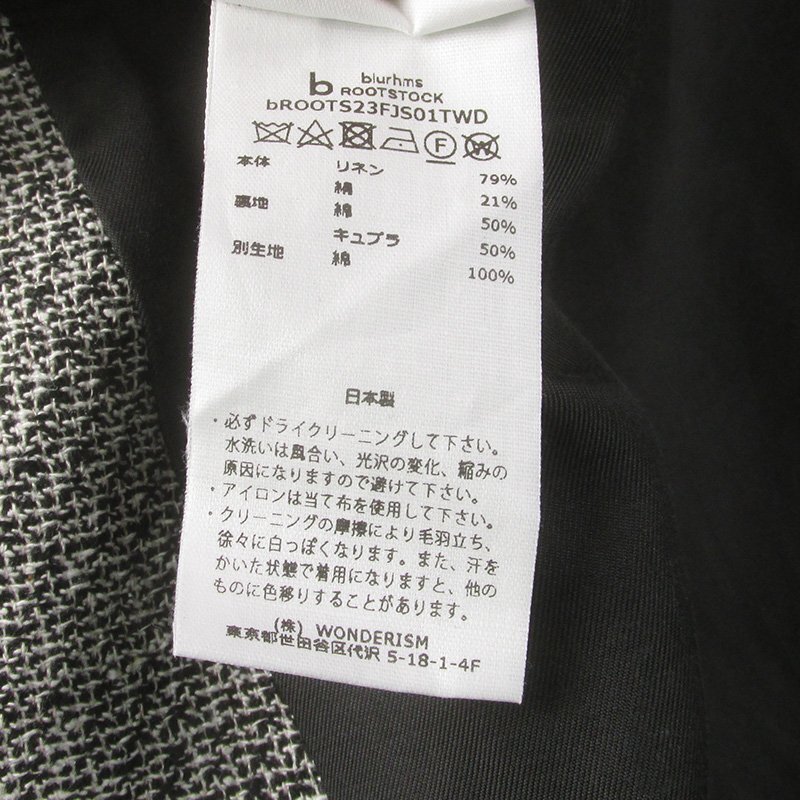 b blurhms
ROOTSTOCK
bROOTS23FJS01TWD
F W
本体 リネン 79%
絹 21%
裏地 綿 50%
キュプラ 50%
別生地 綿 100%
日本製
・必ずドライクリーニングして下さい。
水洗いは風合い、光沢の変化、縮みの
原因になりますので避けて下さい。
・アイロンは当て布を使用して下さい。
・クリーニングの摩擦により毛羽立ち、
徐々に白っぽくなります。また、汗を
かいた状態で着用になりますと、他の
ものに色移りすることがあります。
(株) WONDERISM
東京都世田谷区代沢 5-18-1-4F